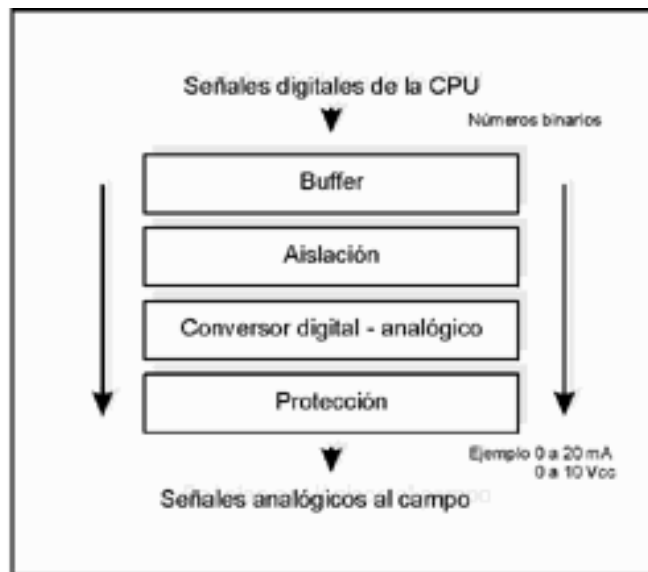 Señales digitales de la CPU
Números binarios
Buffer
Aislación
Conversor digital - analógico
Protección
Ejemplo 0 a 20 mA
0 a 10 Vcc
Señales analógicos al campo